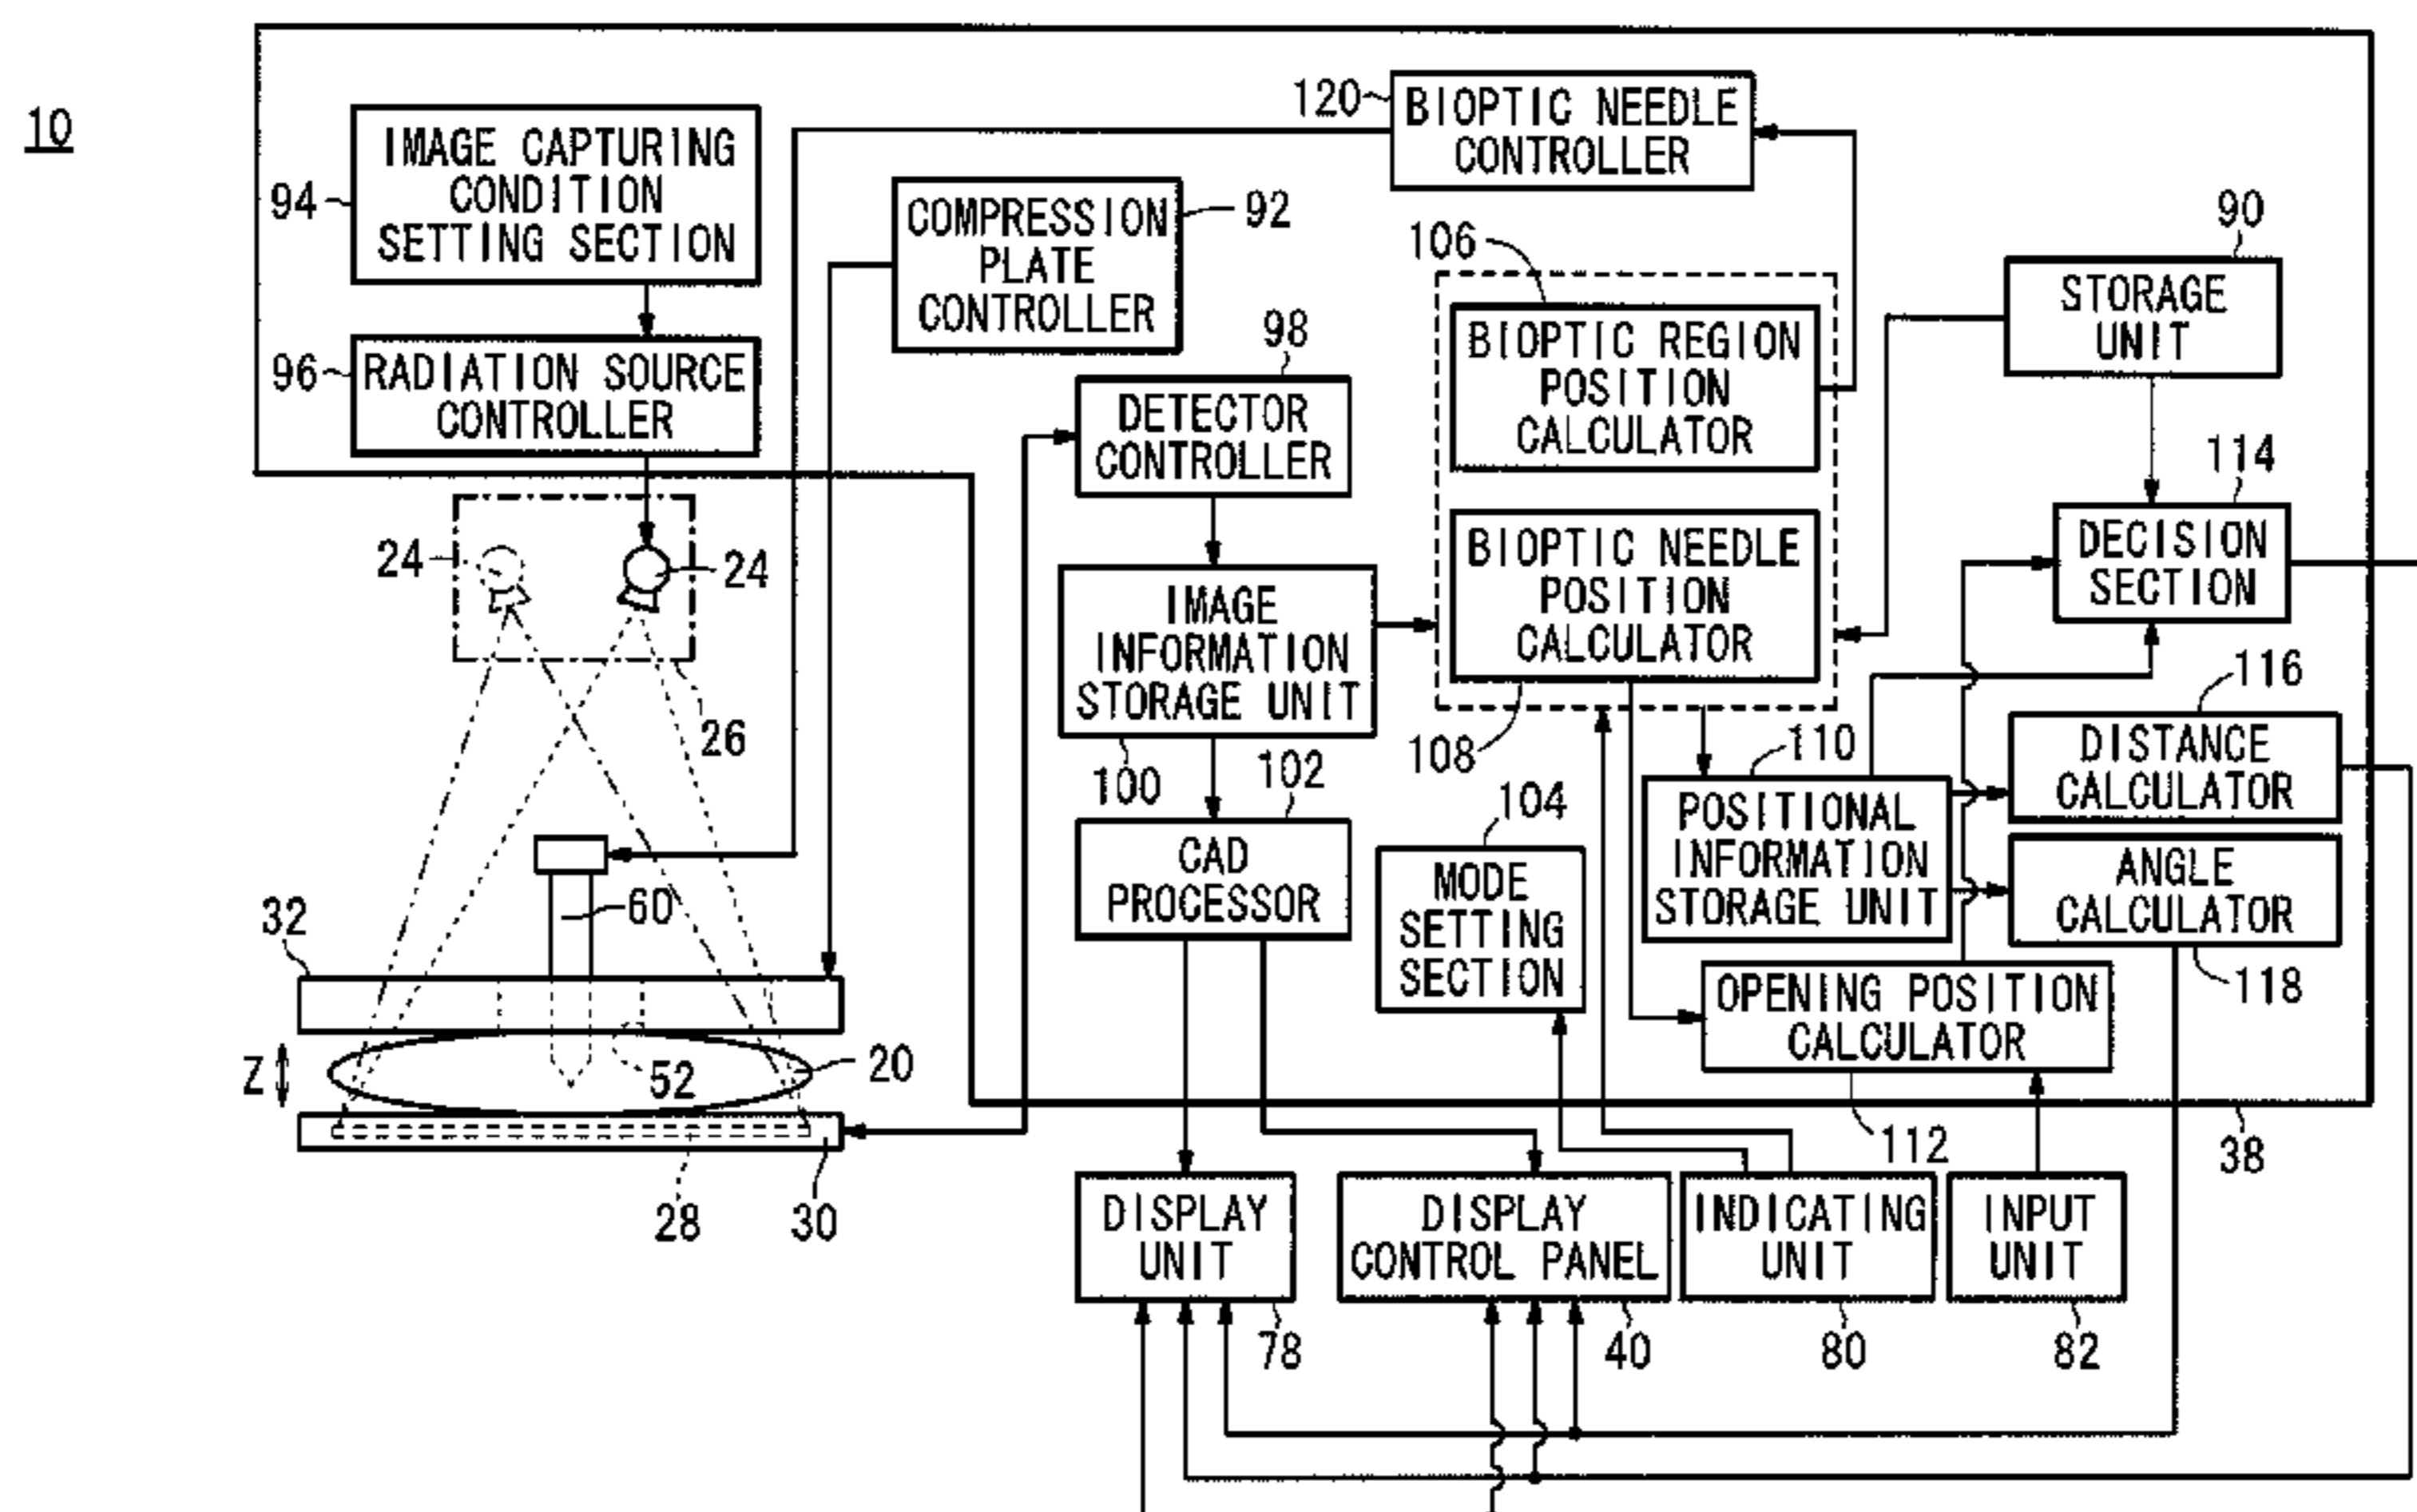 10
120
BIOPTIC NEEDLE
CONTROLLER
94
IMAGE CAPTURING
CONDITION
SETTING SECTION
COMPRESSION
PLATE
CONTROLLER
92
90
STORAGE
UNIT
106
BIOPTIC REGION
POSITION
CALCULATOR
96
RADIATION SOURCE
CONTROLLER
98
DETECTOR
CONTROLLER
114
DECISION
SECTION
24
24
26
BIOPTIC NEEDLE
POSITION
CALCULATOR
108
IMAGE
INFORMATION
STORAGE UNIT
100
102
CAD
PROCESSOR
104
MODE
SETTING
SECTION
110
POSITIONAL
INFORMATION
STORAGE UNIT
116
DISTANCE
CALCULATOR
ANGLE
CALCULATOR
118
OPENING POSITION
CALCULATOR
112
38
60
32
Z
52
20
28
30
DISPLAY
UNIT
78
DISPLAY
CONTROL PANEL
40
INDICATING
UNIT
80
INPUT
UNIT
82